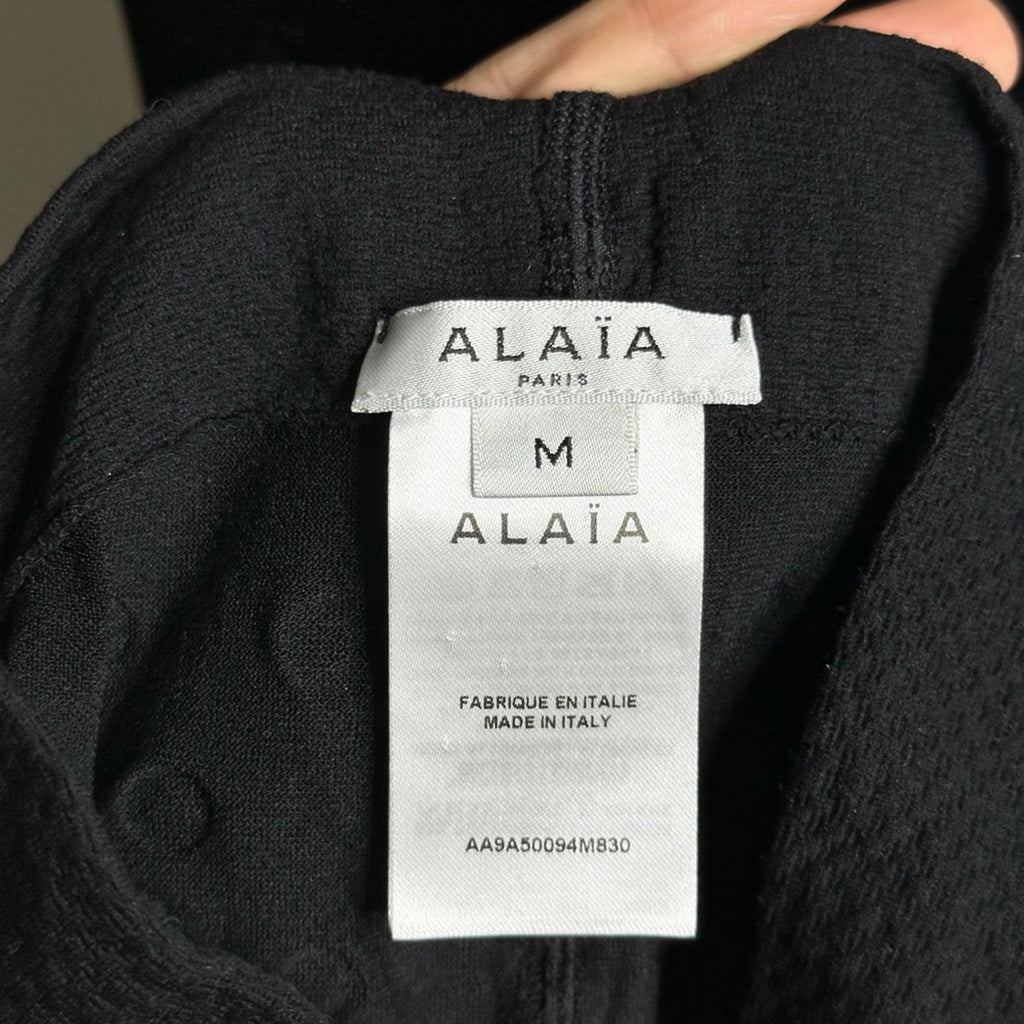 ALAÏA
PARIS
M
ALAÏA
FABRIQUE EN ITALIE
MADE IN ITALY
AA9A50094M830